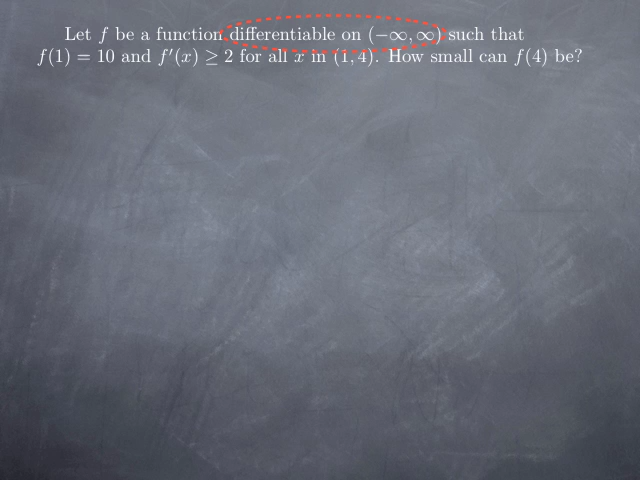 Let f be a function differentiable on (−∞, ∞) such that
f(1) = 10 and f′(x) ≥ 2 for all x in (1, 4). How small can f(4) be?